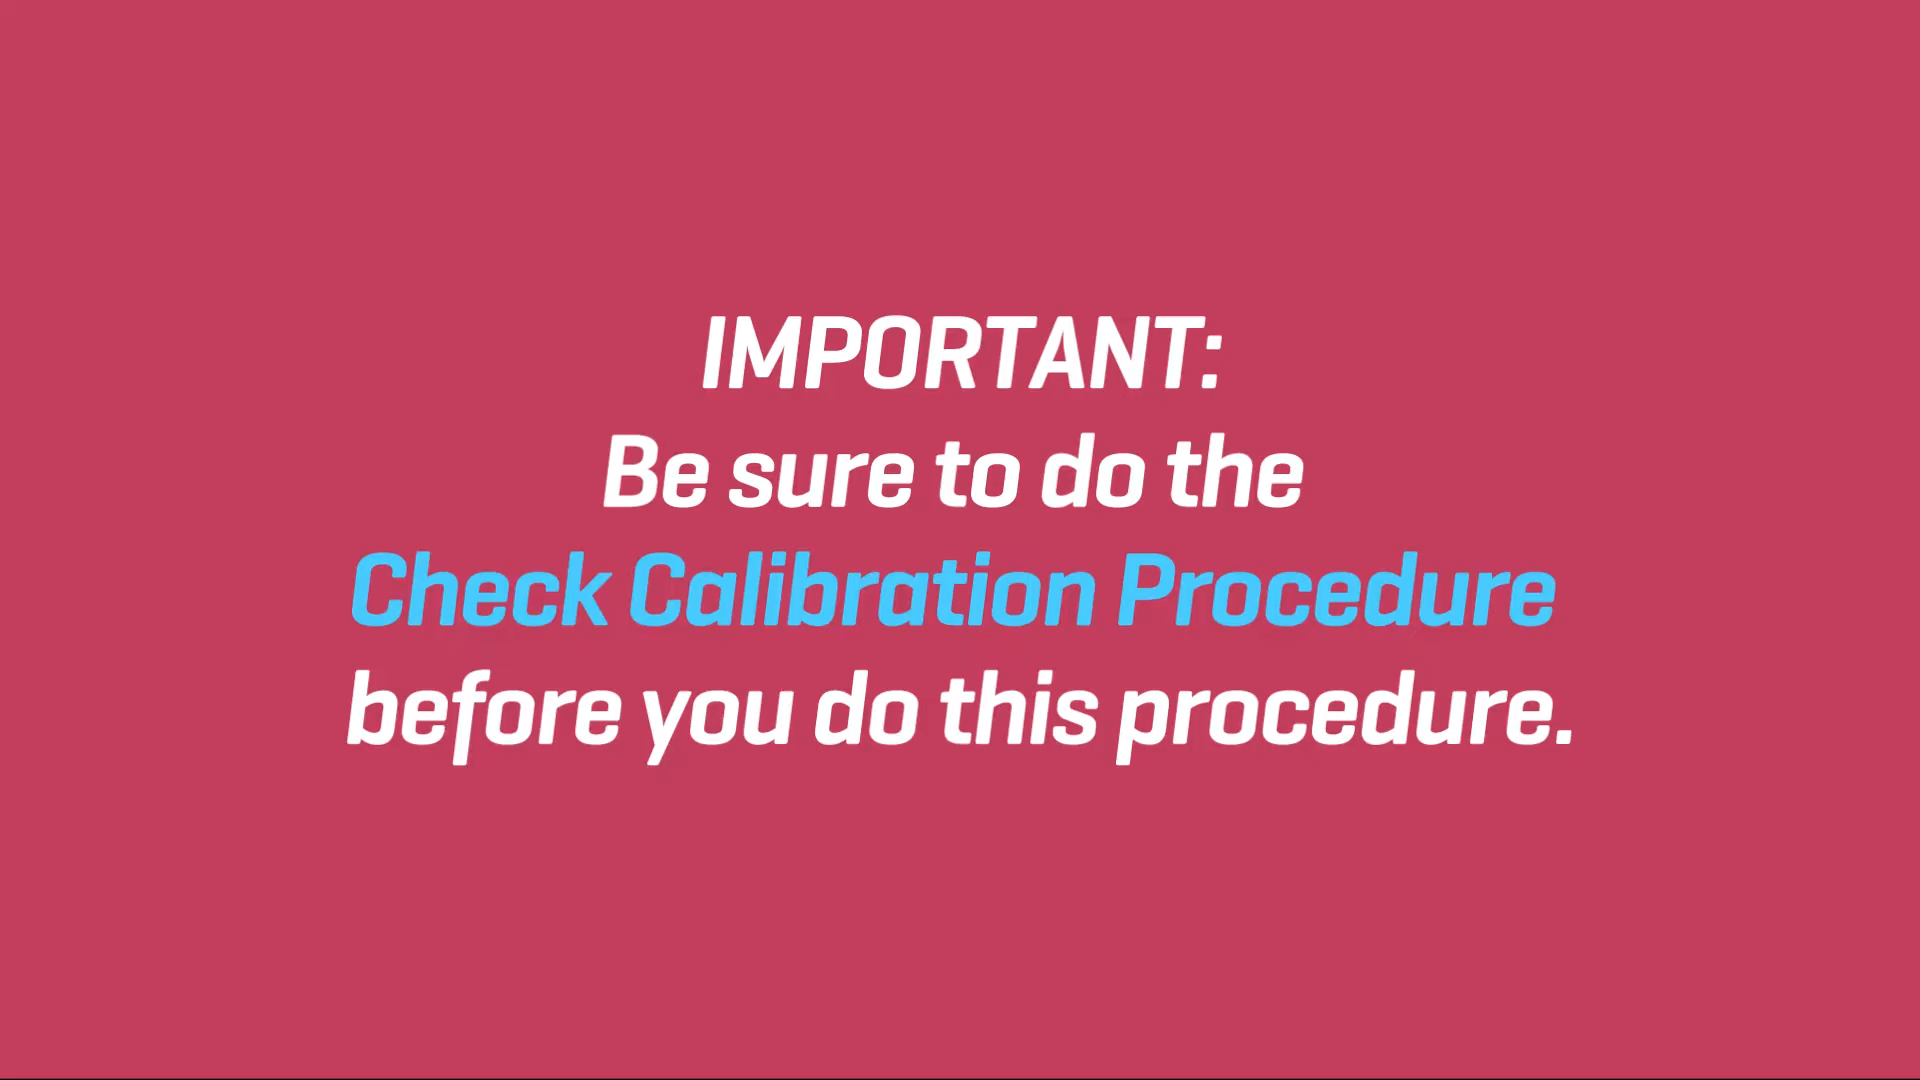 IMPORTANT:
Be sure to do the
Check Calibration Procedure
before you do this procedure.